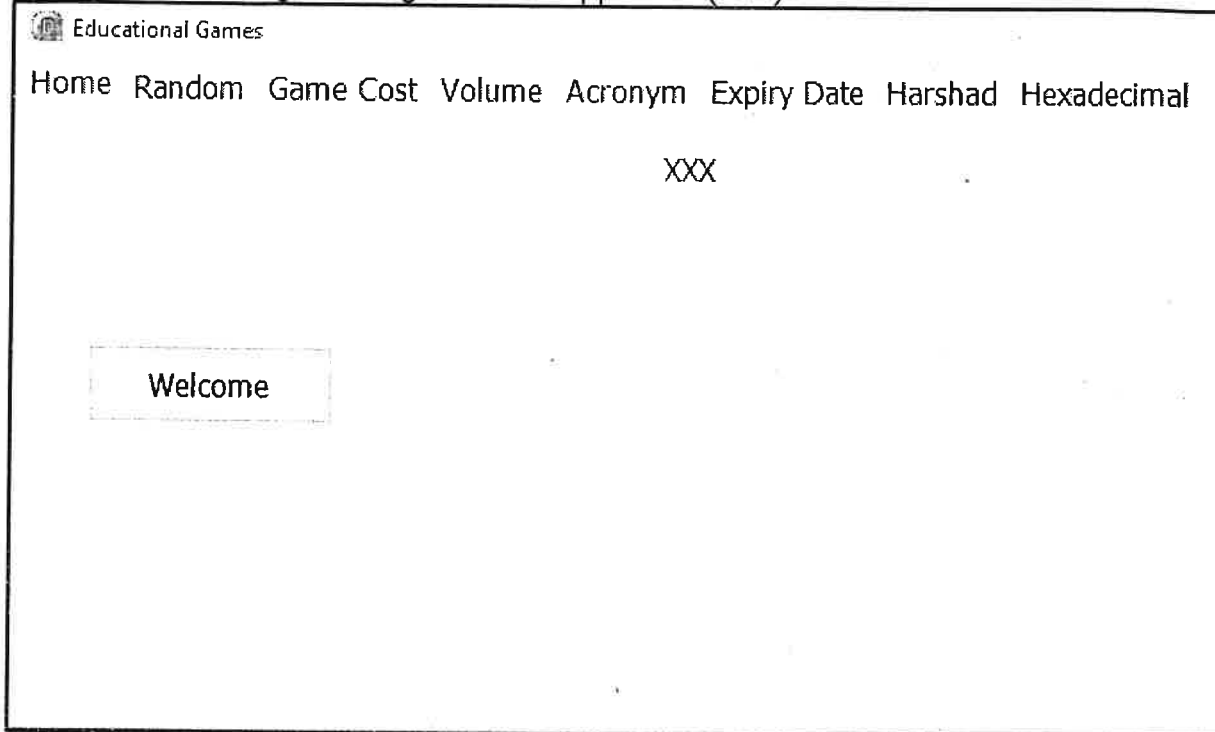 Educational Games
Home Random Game Cost Volume Acronym Expiry Date Harshad Hexadecimal
XXX
Welcome